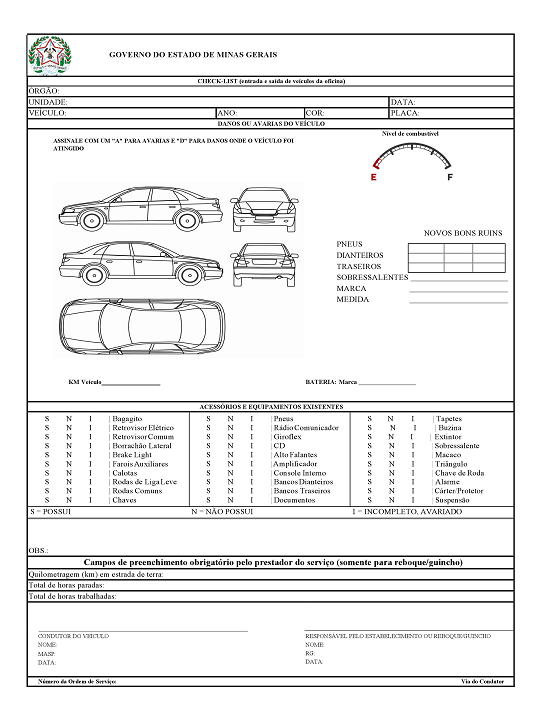 GOVERNO DO ESTADO DE MINAS GERAIS
CHECK-LIST (entrada e saída de veículos da oficina)
ÓRGÃO:
UNIDADE: DATA:
VEÍCULO: ANO: COR: PLACA:
DANOS OU AVARIAS DO VEÍCULO
ASSINALE COM UM "A" PARA AVARIAS E "D" PARA DANOS ONDE O VEÍCULO FOI
ATINGIDO
Nível de combustível
E F
NOVOS BONS RUINS
PNEUS
DIANTEIROS
TRASEIROS
SOBRESSALENTES
MARCA
MEDIDA
KM Veículo BATERIA: Marca
ACESSÓRIOS E EQUIPAMENTOS EXISTENTES
S N I | Bagagito S N I | Pneus S N I | Tapetes
S N I | Retrovisor Elétrico S N I | Rádio Comunicador S N I | Buzina
S N I | Retrovisor Comum S N I | Giroflex S N I | Extintor
S N I | Borrachão Lateral S N I | CD S N I | Sobressalente
S N I | Brake Light S N I | Alto Falantes S N I | Macaco
S N I | Farois Auxiliares S N I | Amplificador S N I | Triângulo
S N I | Calotas S N I | Console Interno S N I | Chave de Roda
S N I | Rodas de Liga Leve S N I | Bancos Dianteiros S N I | Alarme
S N I | Rodas Comuns S N I | Bancos Traseiros S N I | Cárter/Protetor
S N I | Chaves S N I | Documentos S N I | Suspensão
S = POSSUI N = NÃO POSSUI I = INCOMPLETO, AVARIADO
OBS.:
Campos de preenchimento obrigatório pelo prestador do serviço (somente para reboque/guincho)
Quilometragem (km) em estrada de terra:
Total de horas paradas:
Total de horas trabalhadas:
CONDUTOR DO VEÍCULO RESPONSÁVEL PELO ESTABELECIMENTO OU REBOQUE/GUINCHO
NOME: NOME:
MASP: RG:
DATA: DATA:
Número da Ordem de Serviço: Via do Condutor